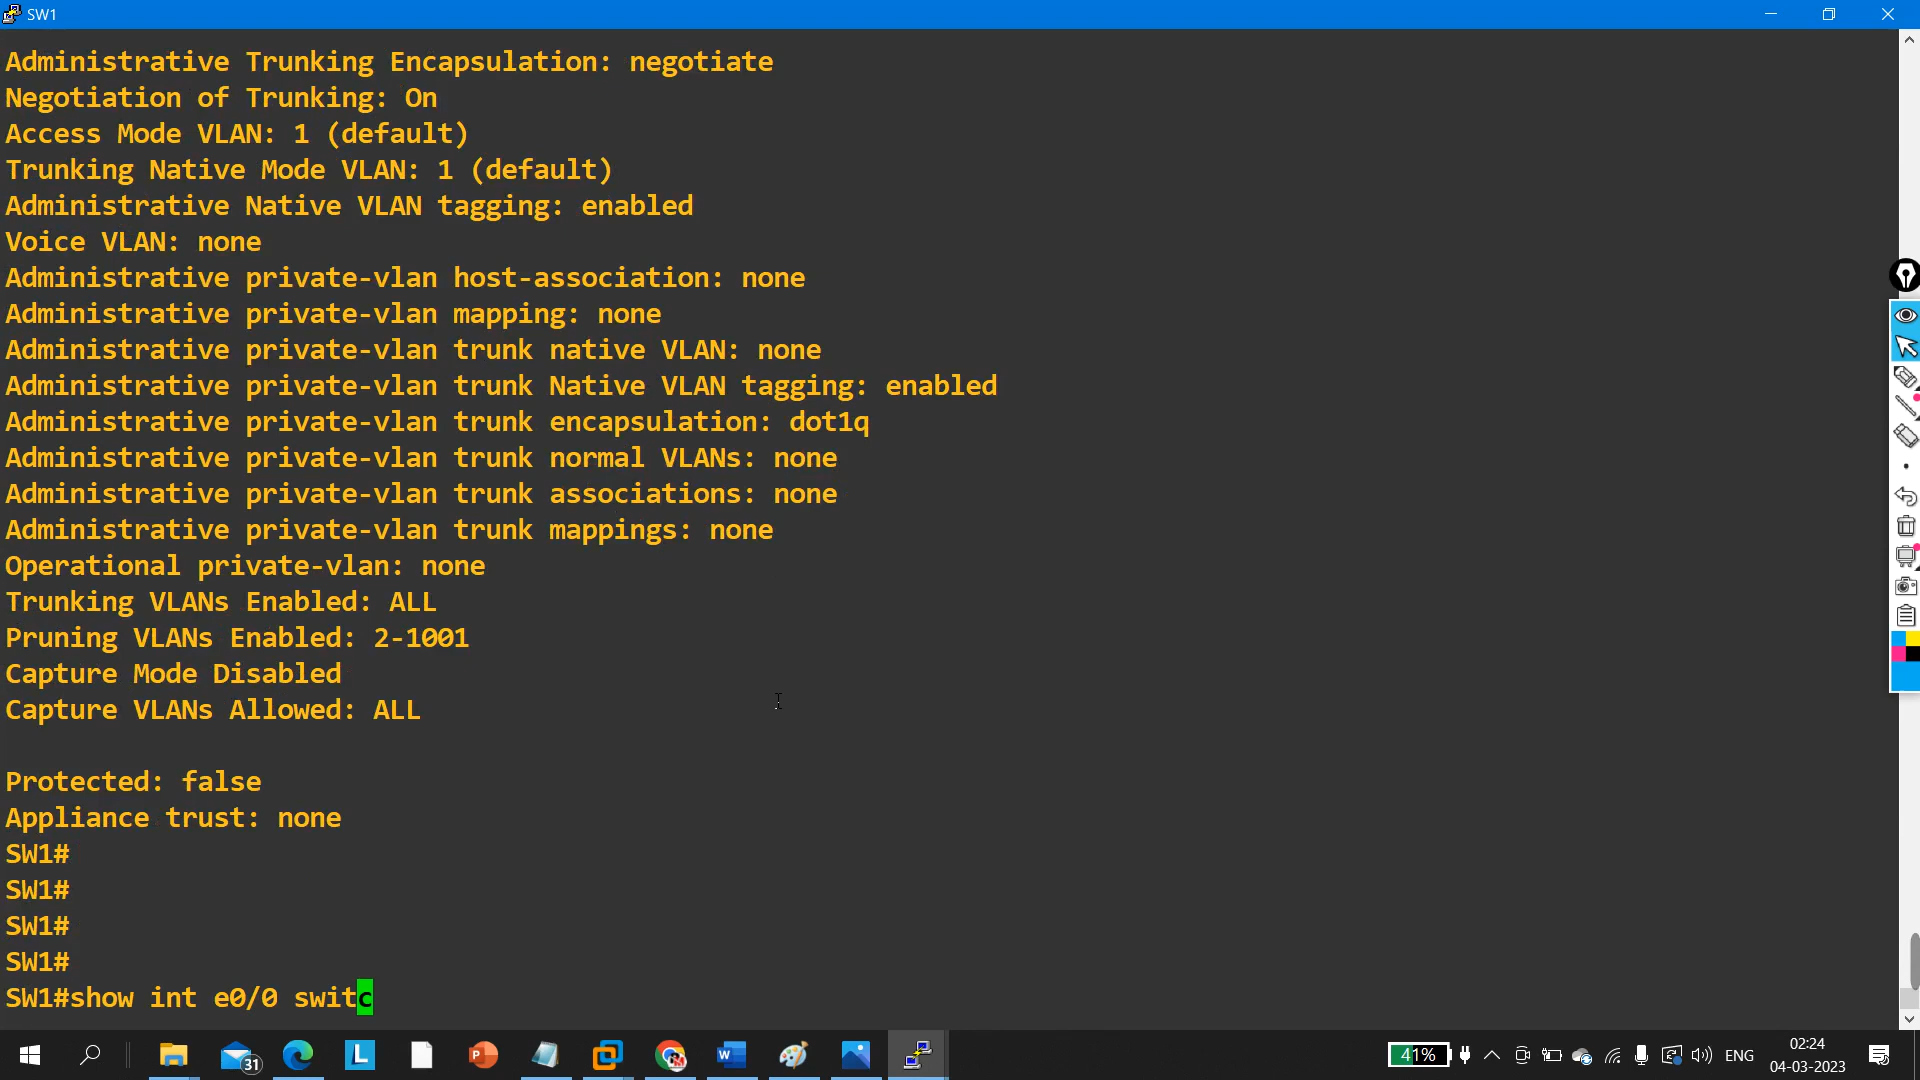 SW1
Administrative Trunking Encapsulation: negotiate
Negotiation of Trunking: On
Access Mode VLAN: 1 (default)
Trunking Native Mode VLAN: 1 (default)
Administrative Native VLAN tagging: enabled
Voice VLAN: none
Administrative private-vlan host-association: none
Administrative private-vlan mapping: none
Administrative private-vlan trunk native VLAN: none
Administrative private-vlan trunk Native VLAN tagging: enabled
Administrative private-vlan trunk encapsulation: dot1q
Administrative private-vlan trunk normal VLANs: none
Administrative private-vlan trunk associations: none
Administrative private-vlan trunk mappings: none
Operational private-vlan: none
Trunking VLANs Enabled: ALL
Pruning VLANs Enabled: 2-1001
Capture Mode Disabled
Capture VLANs Allowed: ALL
Protected: false
Appliance trust: none
SW1#
SW1#
SW1#
SW1#
SW1#show int e0/0 switc
31
L
P
W
41%
ENG
02:24
04-03-2023